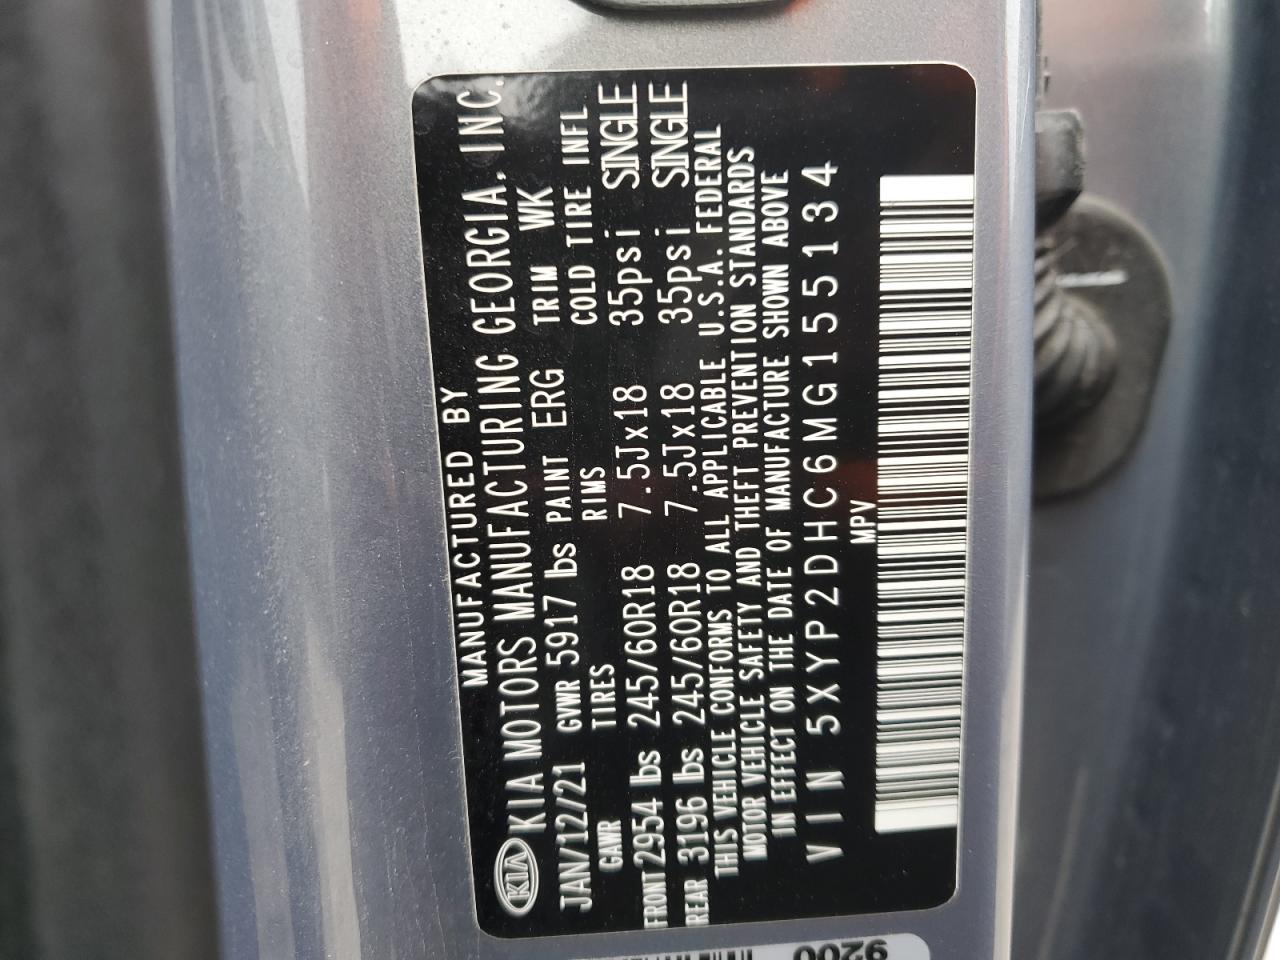 MANUFACTURED BY
KIA KIA MOTORS MANUFACTURING GEORGIA, INC.
JAN/12/21 GVWR 5917 lbs PAINT ERG TRIM WK
GAWR TIRES RIMS COLD TIRE INFL
FRONT 2954 lbs 245/60R18 7.5Jx18 35psi SINGLE
REAR 3196 lbs 245/60R18 7.5Jx18 35psi SINGLE
THIS VEHICLE CONFORMS TO ALL APPLICABLE U.S.A. FEDERAL
MOTOR VEHICLE SAFETY AND THEFT PREVENTION STANDARDS
IN EFFECT ON THE DATE OF MANUFACTURE SHOWN ABOVE
VIN 5XYP2DHC6MG155134
MPV
9200